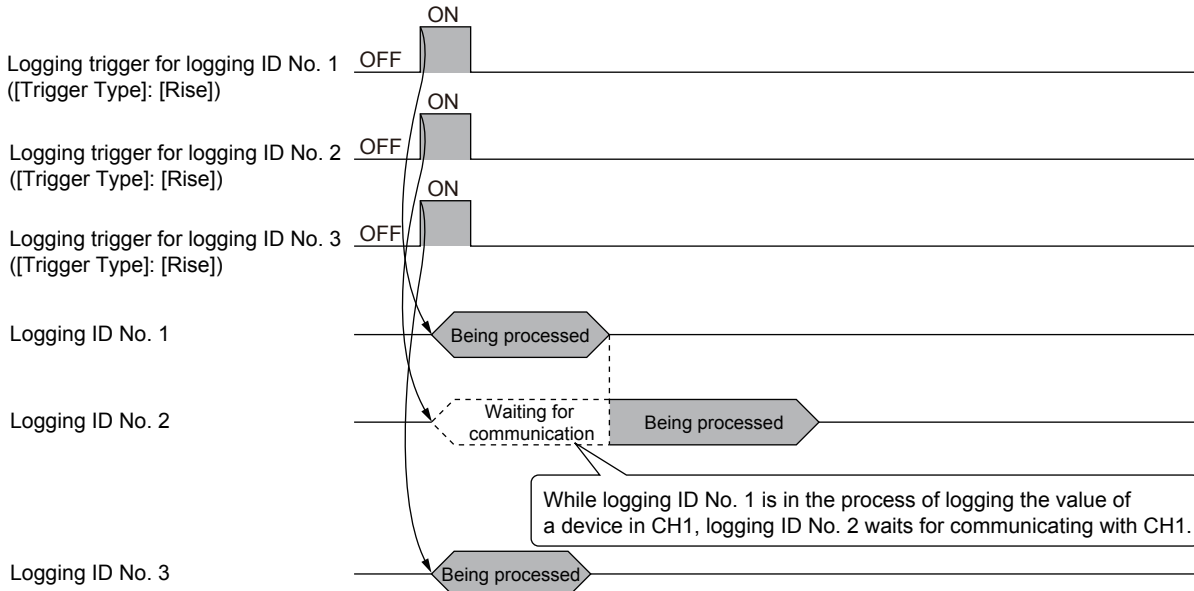 ON
Logging trigger for logging ID No. 1 OFF
([Trigger Type]: [Rise])
ON
Logging trigger for logging ID No. 2 OFF
([Trigger Type]: [Rise])
ON
Logging trigger for logging ID No. 3 OFF
([Trigger Type]: [Rise])
Logging ID No. 1 Being processed
Logging ID No. 2 Waiting for
communication Being processed
While logging ID No. 1 is in the process of logging the value of
a device in CH1, logging ID No. 2 waits for communicating with CH1.
Logging ID No. 3 Being processed